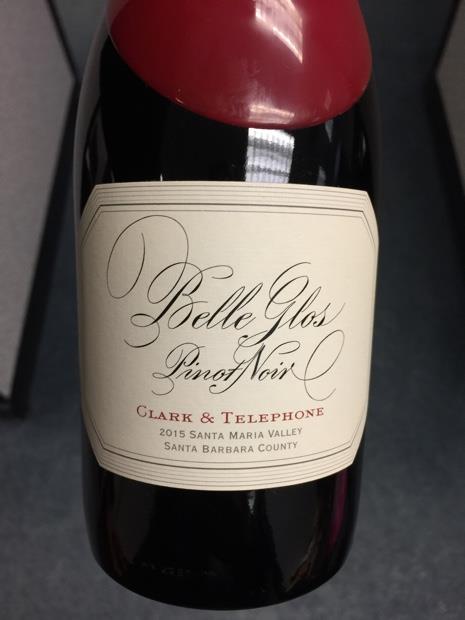 Belle Glos
Pinot Noir
CLARK & TELEPHONE
2015 SANTA MARIA VALLEY
SANTA BARBARA COUNTY